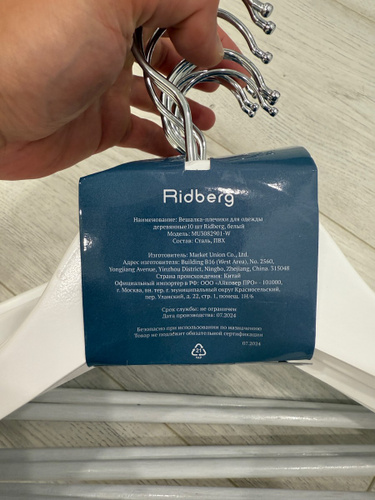 Ridberg
Наименование: Вешалка-плечики для одежды
деревянные10 шт Ridberg, белый
Модель: MU3082901-W
Состав: Сталь, ПВХ
Изготовитель: Market Union Co., Ltd.
Адрес изготовителя: Building B16 (West Area), No. 2560,
Yongjiang Avenue, Yinzhou District, Ningbo, Zhejiang, China 315048
Страна происхождения: Китай
Официальный импортер в РФ: ООО «Алковер ПРО» - 101000,
г. Москва, вн. тер. г. муниципальный округ Красносельский,
пер. Уланский, д. 22, стр. 1, помещ. 1Н/6
Срок службы: не ограничен
Дата производства: 07.2024
Безопасно при использовании по назначению
Товар не подлежит обязательной сертификации
21
07.2024